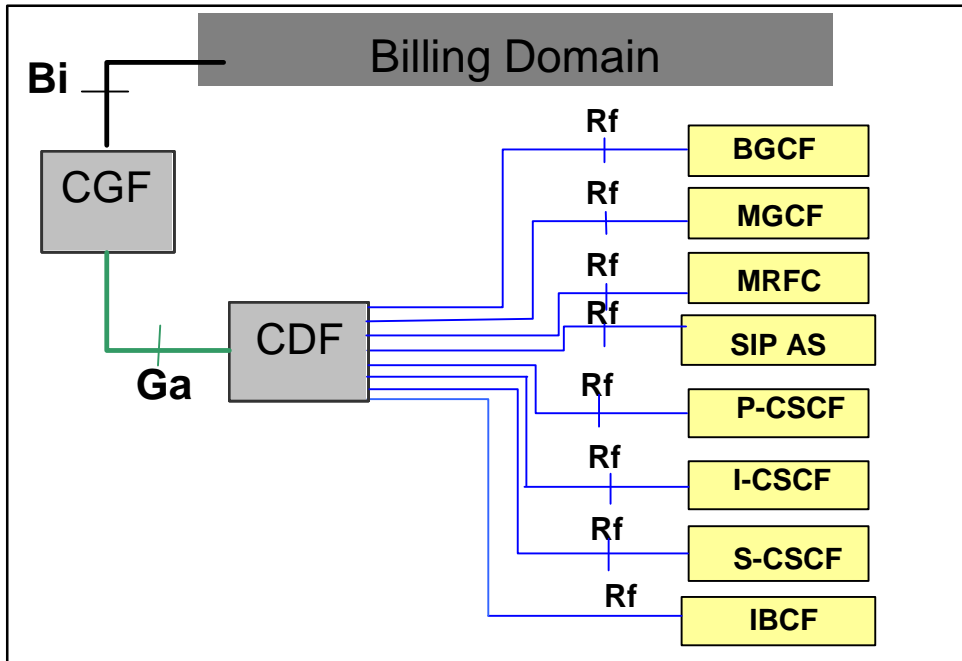 Billing Domain
Bi
CGF
Ga
CDF
Rf
BGCF
Rf
MGCF
Rf
MRFC
Rf
SIP AS
Rf
P-CSCF
Rf
I-CSCF
Rf
S-CSCF
Rf
IBCF